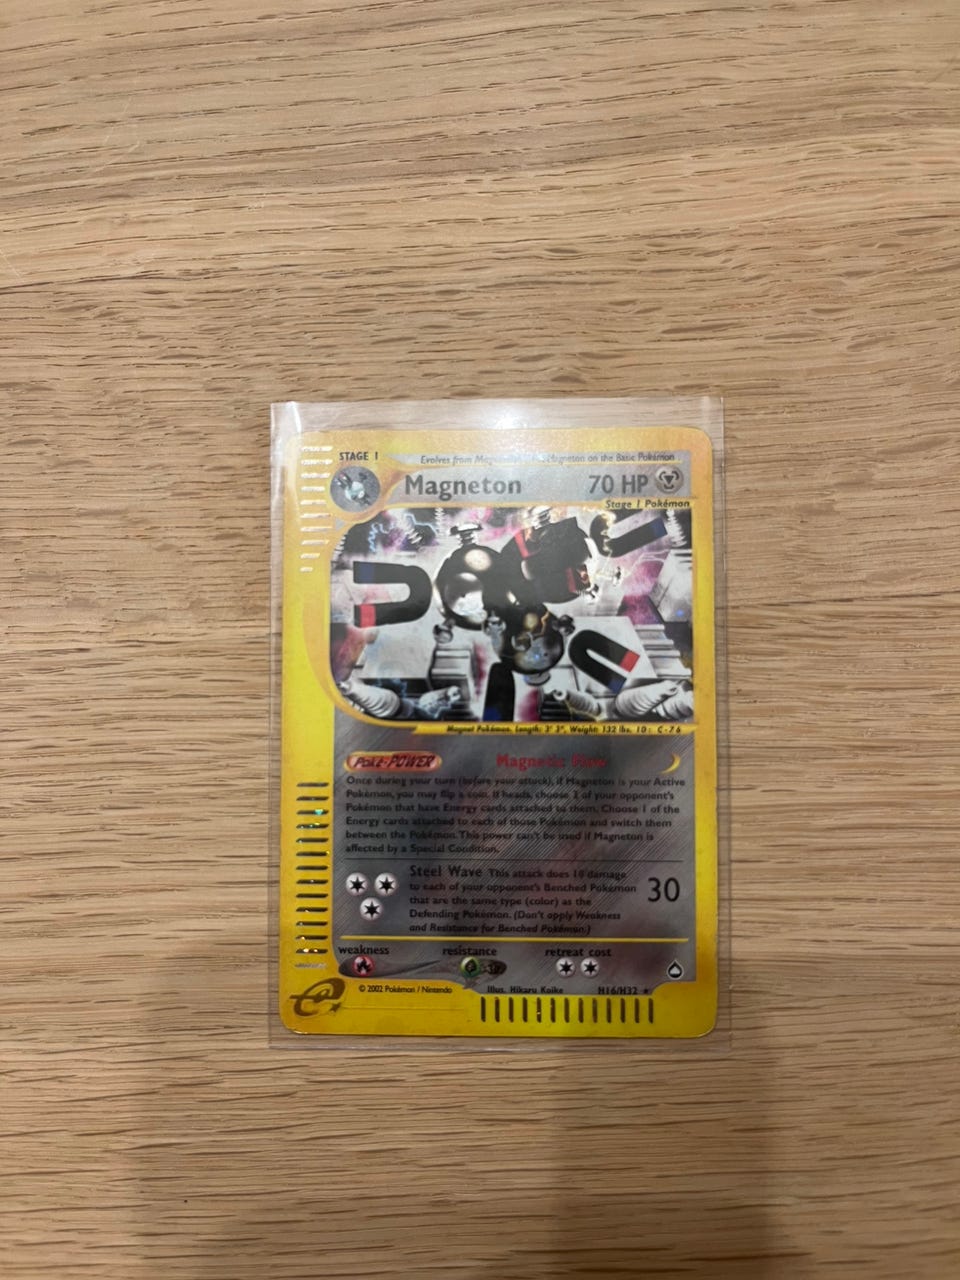 STAGE 1
Evolves from Magneton on the Basic Pokémon
Magneton 70 HP
Stage 1 Pokémon
Magnet Pokémon. Length: 3' 3", Weight: 132 lbs.
Poké-POWER Magnetic Flow
Once during your turn (before your attack), if Magneton is your Active
Pokémon, you may flip a coin. If heads, choose 2 of your opponent's
Pokémon that have Energy cards attached to them. Choose 1 of the
Energy cards attached to each of those Pokémon and switch them
between the Pokémon. This power can't be used if Magneton is
affected by a Special Condition.
Steel Wave This attack does 10 damage
to each of your opponent's Benched Pokémon
that are the same type (color) as the
Defending Pokémon. (Don't apply Weakness
and Resistance for Benched Pokémon.)
30
weakness resistance retreat cost
e
© 2002 Pokémon / Nintendo Illus. Hikaru Koike H16/H32 ★